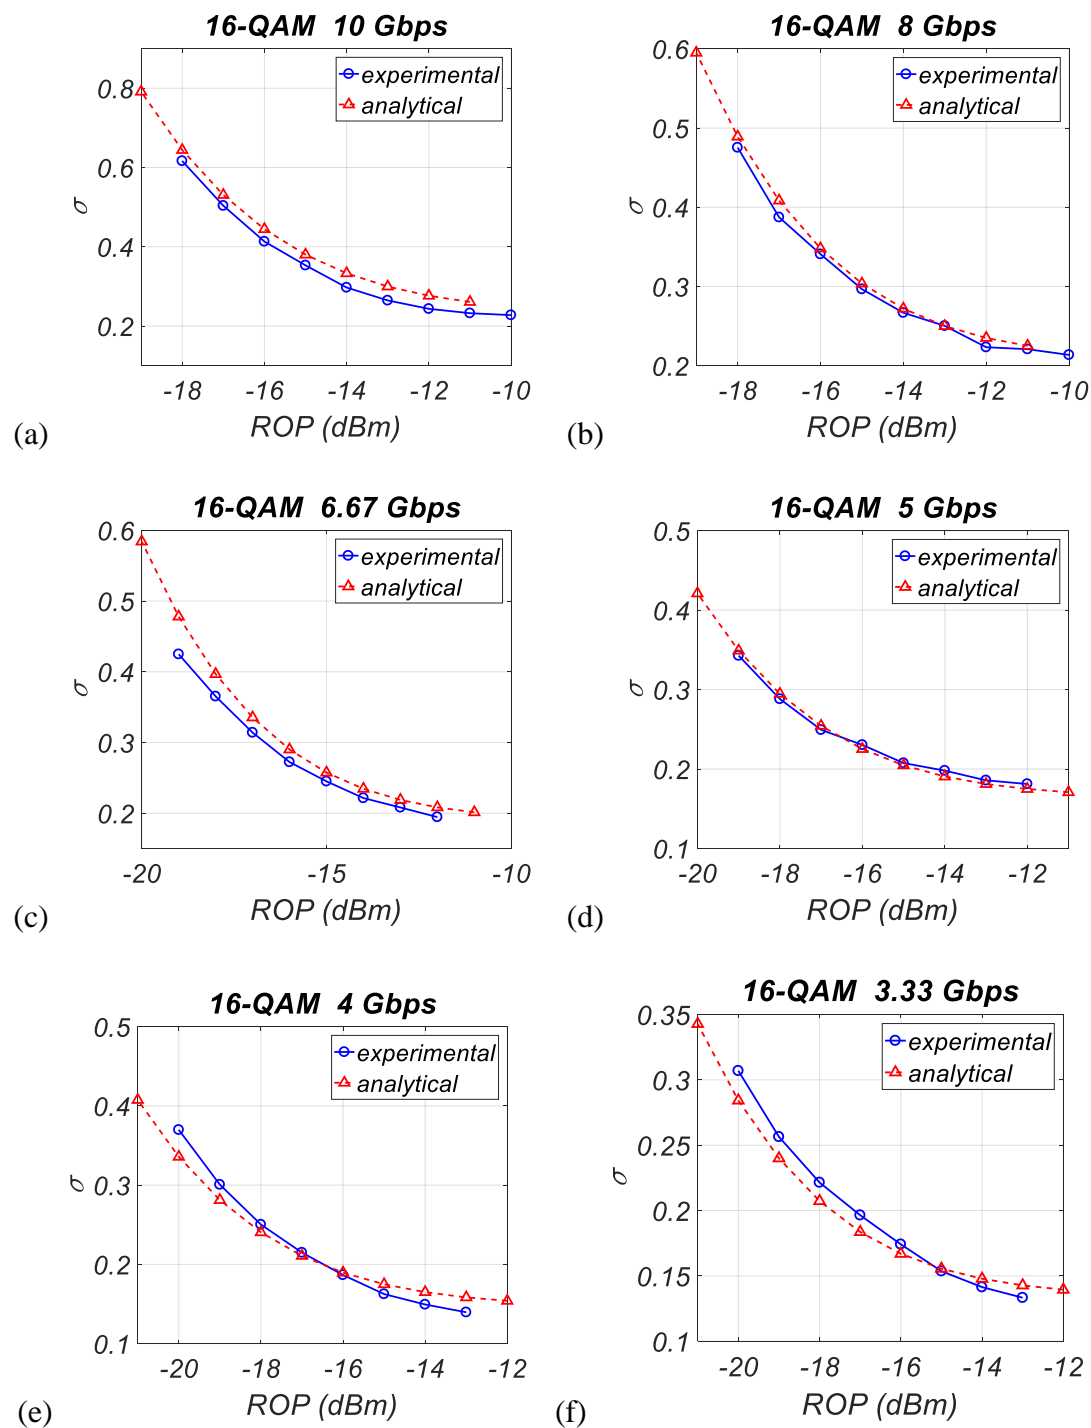 16-QAM 10 Gbps
experimental
analytical
0.8
0.6
0.4
0.2
σ
-18 -16 -14 -12 -10
ROP (dBm)
(a)
16-QAM 8 Gbps
experimental
analytical
0.6
0.5
0.4
0.3
0.2
σ
-18 -16 -14 -12 -10
ROP (dBm)
(b)
16-QAM 6.67 Gbps
experimental
analytical
0.6
0.5
0.4
0.3
0.2
σ
-20 -15 -10
ROP (dBm)
(c)
16-QAM 5 Gbps
experimental
analytical
0.5
0.4
0.3
0.2
0.1
σ
-20 -18 -16 -14 -12
ROP (dBm)
(d)
16-QAM 4 Gbps
experimental
analytical
0.5
0.4
0.3
0.2
0.1
σ
-20 -18 -16 -14 -12
ROP (dBm)
(e)
16-QAM 3.33 Gbps
experimental
analytical
0.35
0.3
0.25
0.2
0.15
0.1
σ
-20 -18 -16 -14 -12
ROP (dBm)
(f)